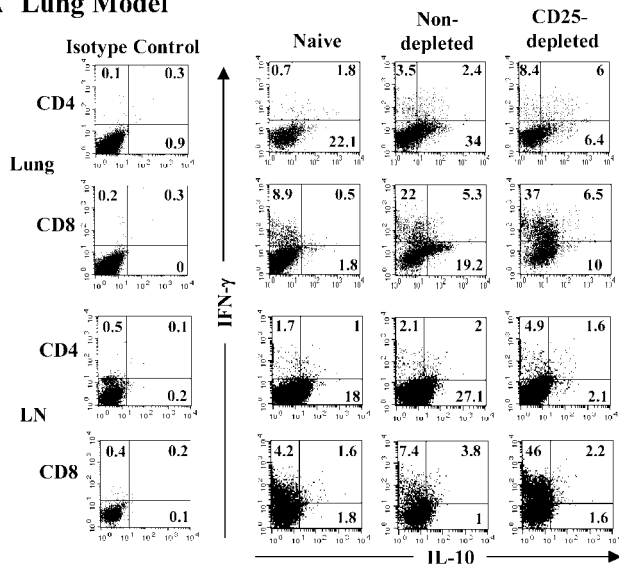 Lung Model
Isotype Control
Naive
Non-
depleted
CD25-
depleted
CD4
0.1 0.3
0.9
0.7 1.8
22.1
3.5 2.4
34
8.4 6
6.4
Lung
CD8
0.2 0.3
0
8.9 0.5
1.8
22 5.3
19.2
37 6.5
10
IFN-γ
CD4
0.5 0.1
0.2
1.7 1
18
2.1 2
27.1
4.9 1.6
2.1
LN
CD8
0.4 0.2
0.1
4.2 1.6
1.8
7.4 3.8
1
46 2.2
1.6
IL-10